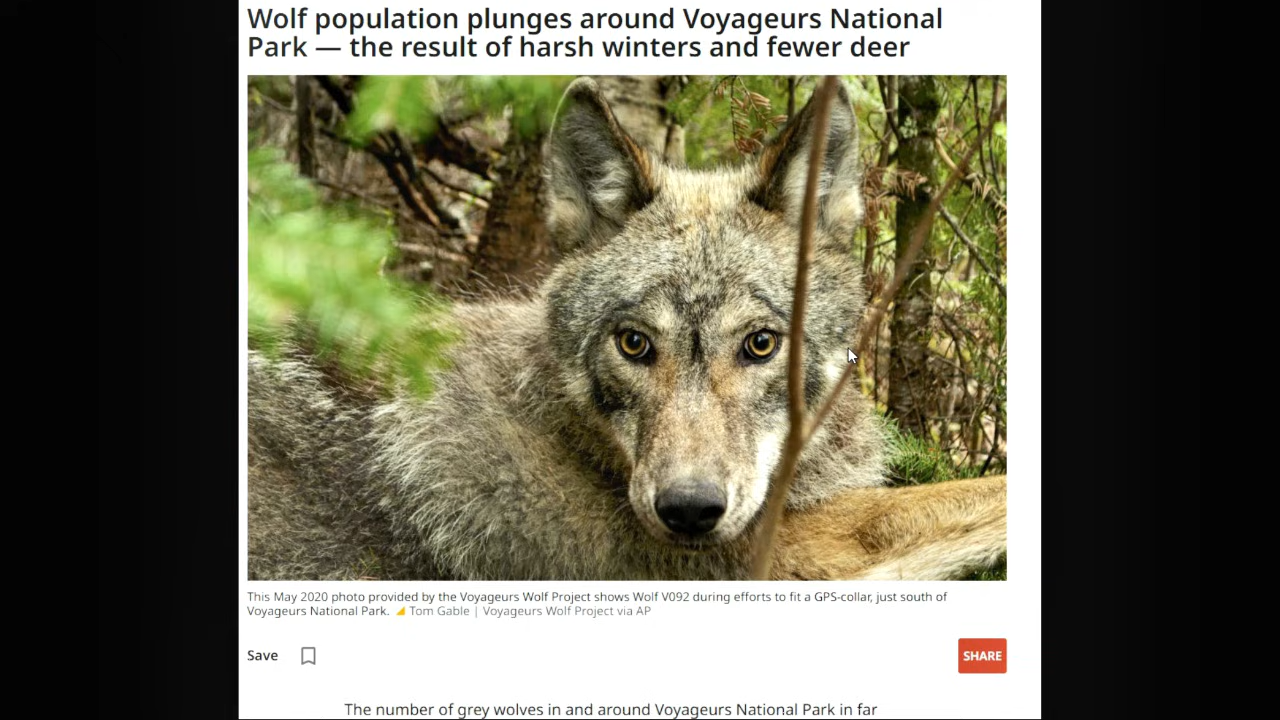 Wolf population plunges around Voyageurs National
Park — the result of harsh winters and fewer deer
This May 2020 photo provided by the Voyageurs Wolf Project shows Wolf V092 during efforts to fit a GPS-collar, just south of
Voyageurs National Park. Tom Gable | Voyageurs Wolf Project via AP
Save
SHARE
The number of grey wolves in and around Voyageurs National Park in far